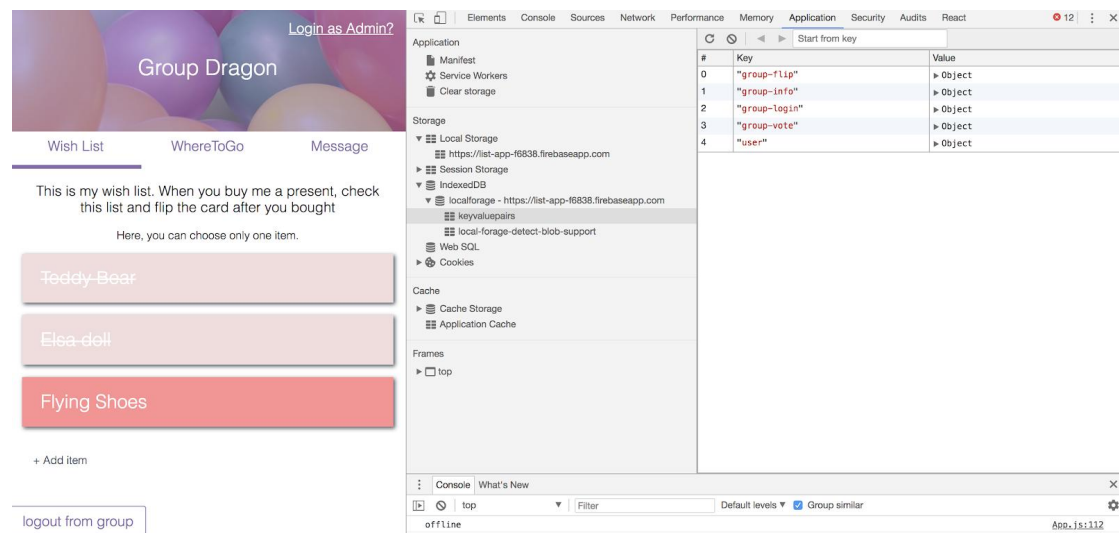 Login as Admin?
Group Dragon
Wish List WhereToGo Message
This is my wish list. When you buy me a present, check
this list and flip the card after you bought
Here, you can choose only one item.
Teddy Bear
Elsa doll
Flying Shoes
+ Add item
logout from group
Elements Console Sources Network Performance Memory Application Security Audits React 12
Application
Manifest
Service Workers
Clear storage
Storage
Local Storage
https://list-app-f6838.firebaseapp.com
Session Storage
IndexedDB
localforage - https://list-app-f6838.firebaseapp.com
keyvaluepairs
local-forage-detect-blob-support
Web SQL
Cookies
Cache
Cache Storage
Application Cache
Frames
top
Start from key
# Key Value
0 "group-flip" Object
1 "group-info" Object
2 "group-login" Object
3 "group-vote" Object
4 "user" Object
Console What's New
top Filter Default levels Group similar
offline App.js:112